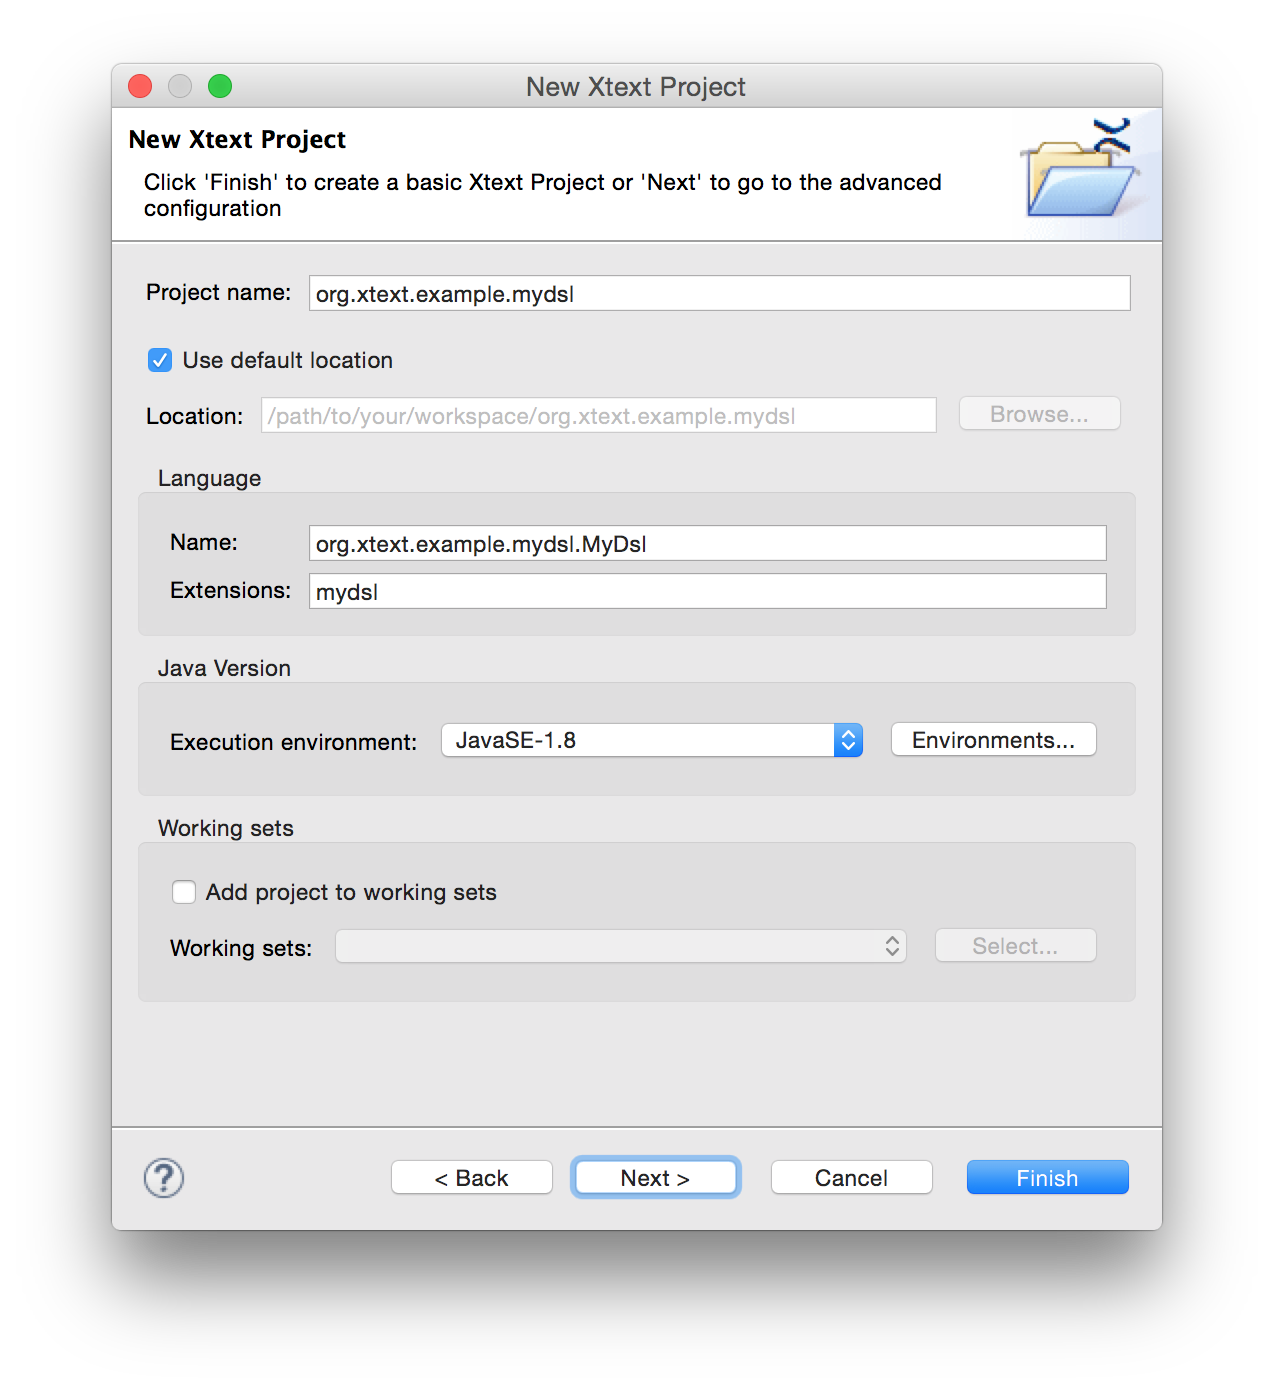 New Xtext Project
New Xtext Project
Click 'Finish' to create a basic Xtext Project or 'Next' to go to the advanced
configuration
Project name: org.xtext.example.mydsl
Use default location
Location: /path/to/your/workspace/org.xtext.example.mydsl Browse...
Language
Name: org.xtext.example.mydsl.MyDsl
Extensions: mydsl
Java Version
Execution environment: JavaSE-1.8 Environments...
Working sets
Add project to working sets
Working sets: Select...
? < Back Next > Cancel Finish